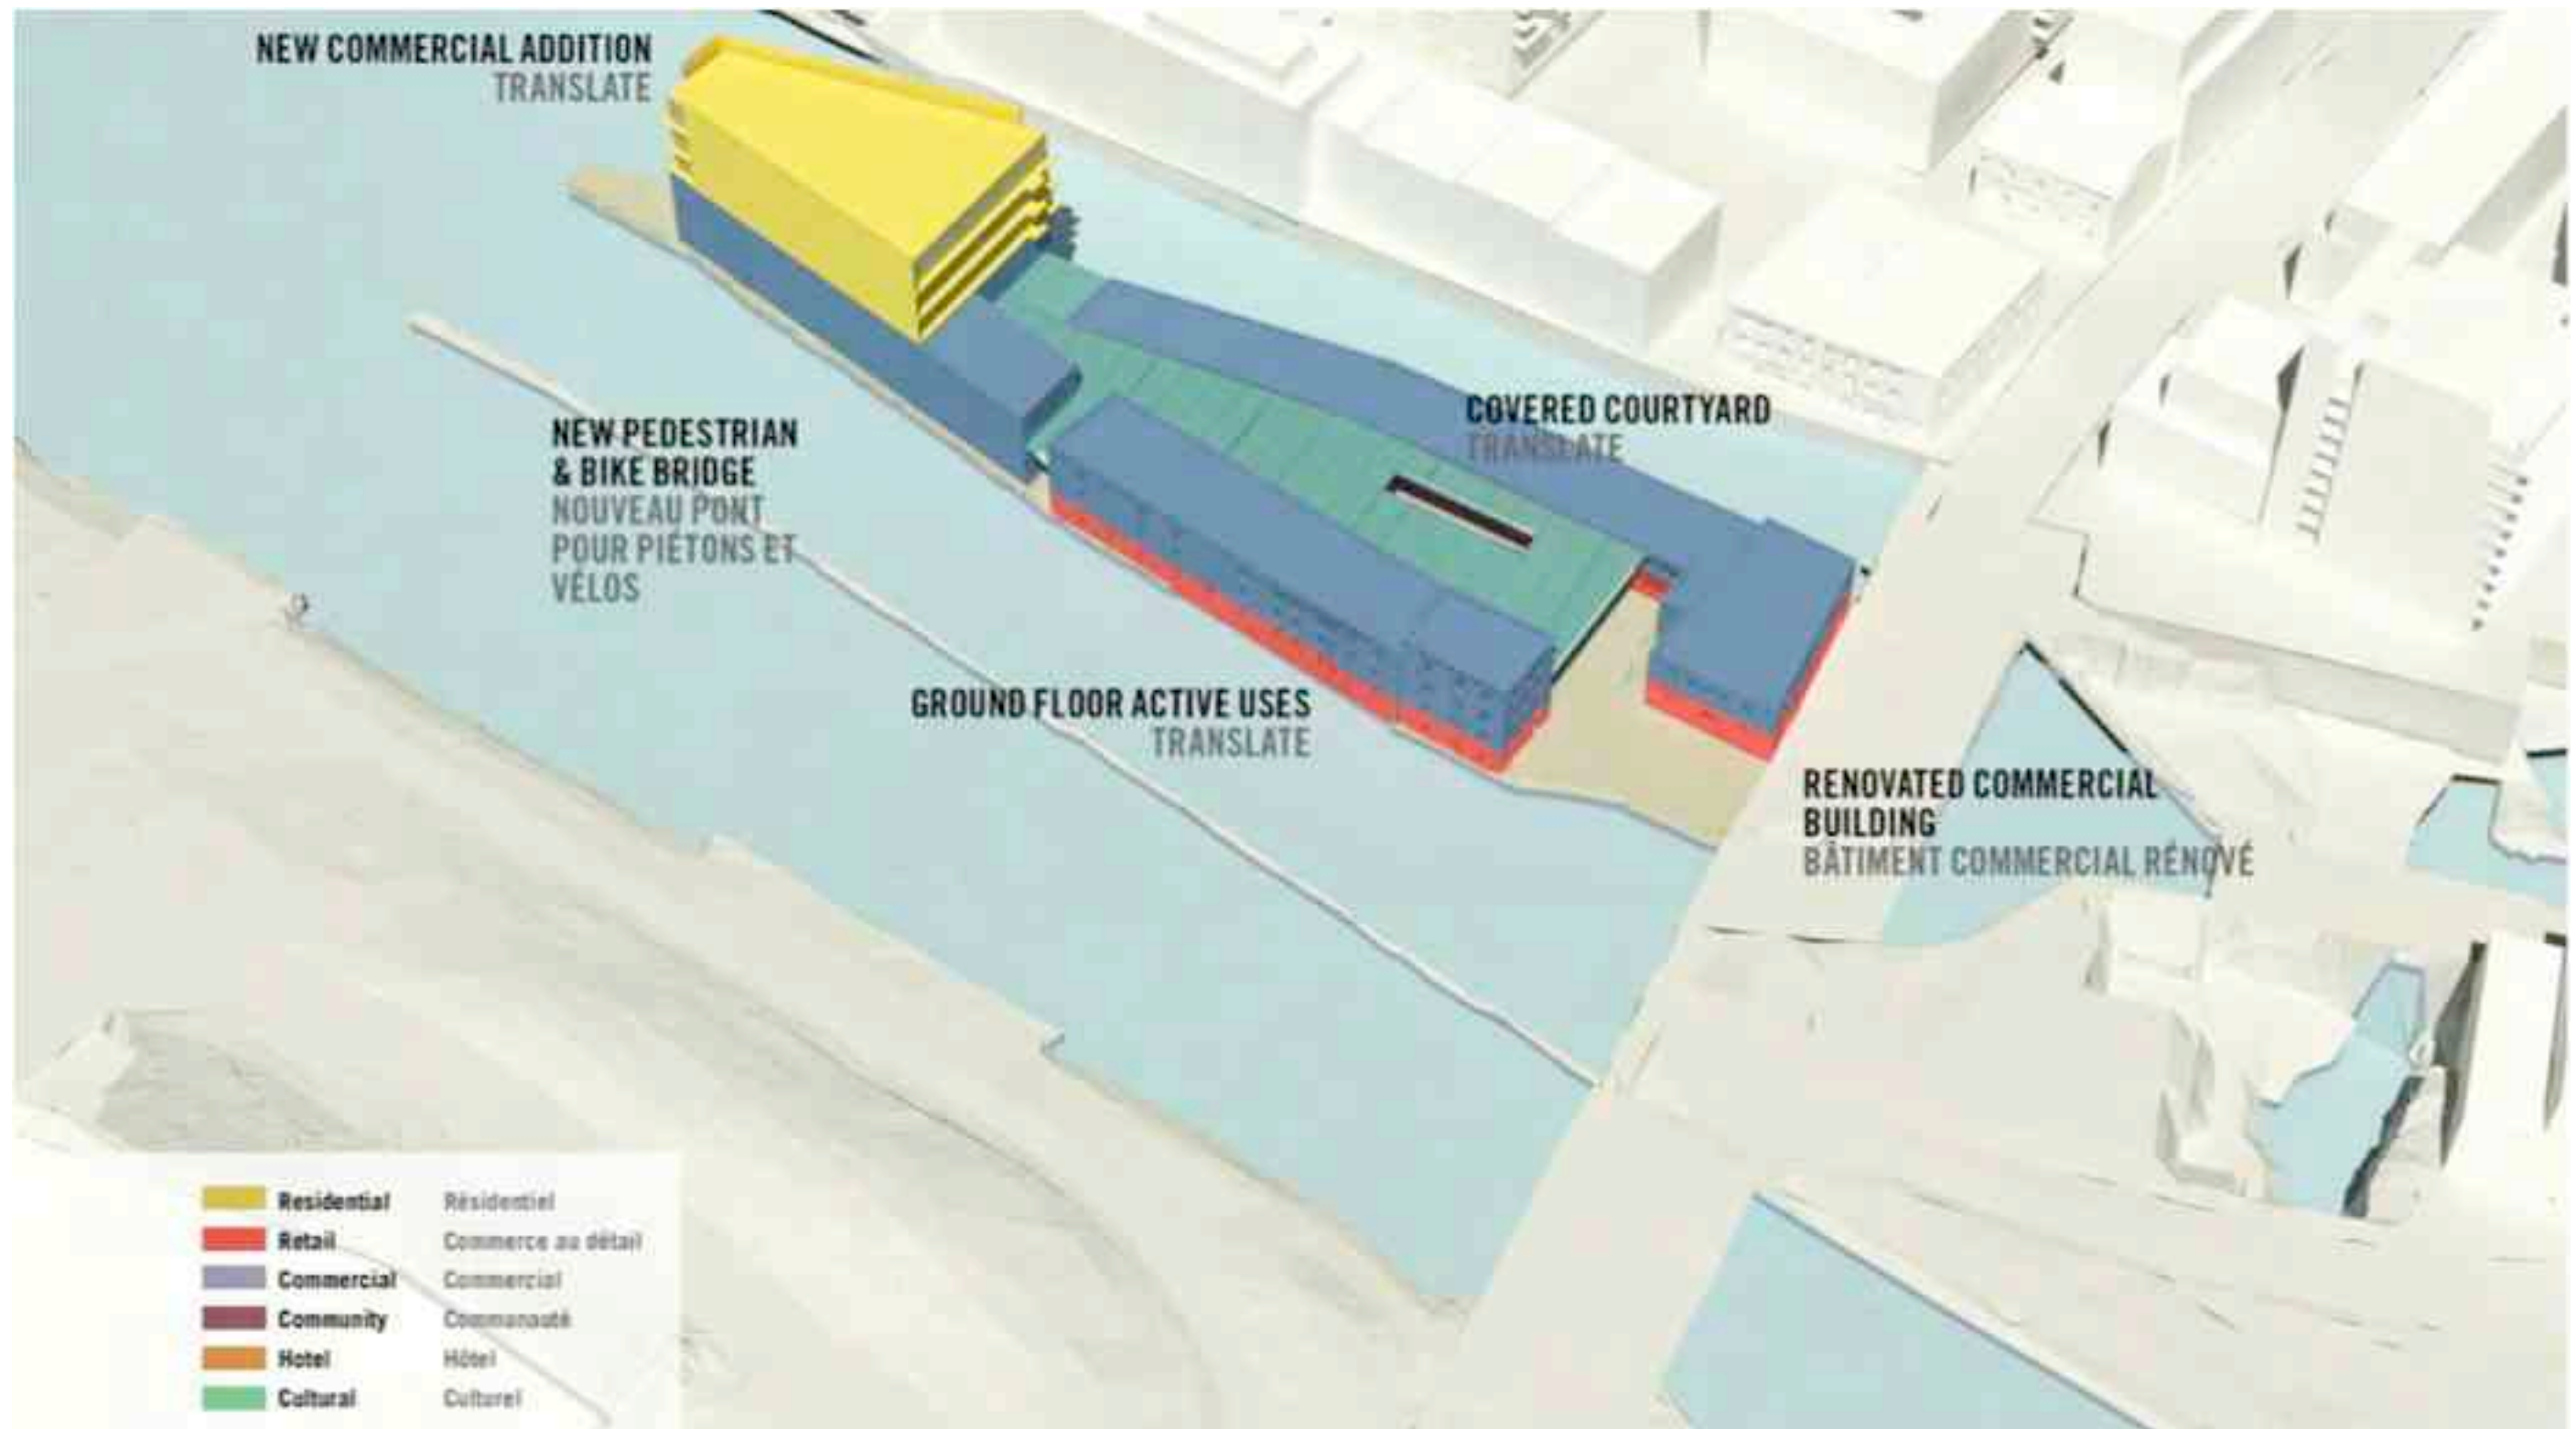 NEW COMMERCIAL ADDITION
TRANSLATE
COVERED COURTYARD
TRANSLATE
NEW PEDESTRIAN
& BIKE BRIDGE
NOUVEAU PONT
POUR PIÉTONS ET
VÉLOS
GROUND FLOOR ACTIVE USES
TRANSLATE
RENOVATED COMMERCIAL
BUILDING
BÂTIMENT COMMERCIAL RÉNOVÉ
Residential Résidentiel
Retail Commerce au détail
Commercial Commercial
Community Communauté
Hotel Hôtel
Cultural Culturel